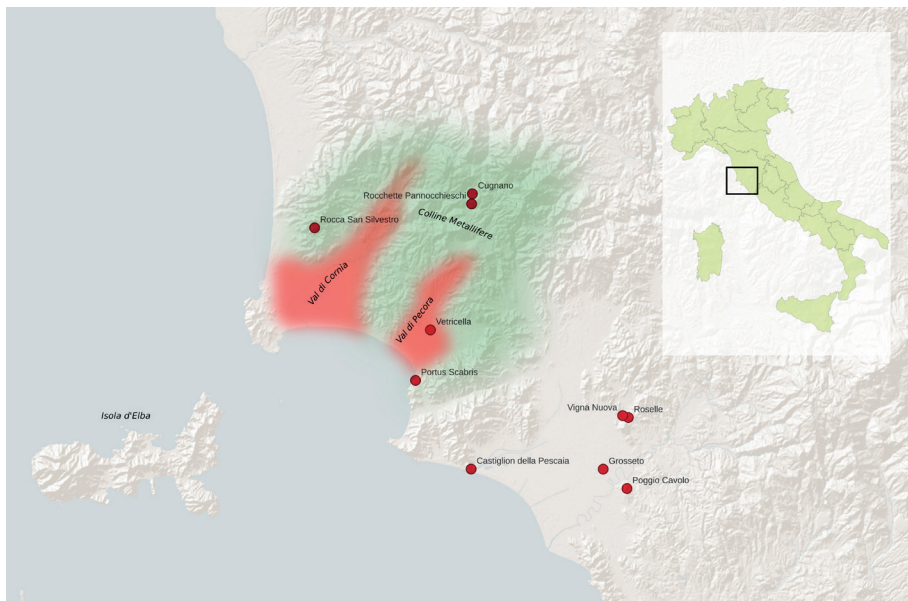 Cugnano
Rocchette Pannocchieschi
Colline Metallifere
Rocca San Silvestro
Val di Cornia
Val di Pecora
Vetricella
Portus Scabris
Isola d'Elba
Vigna Nuova
Roselle
Castiglion della Pescaia
Grosseto
Poggio Cavolo